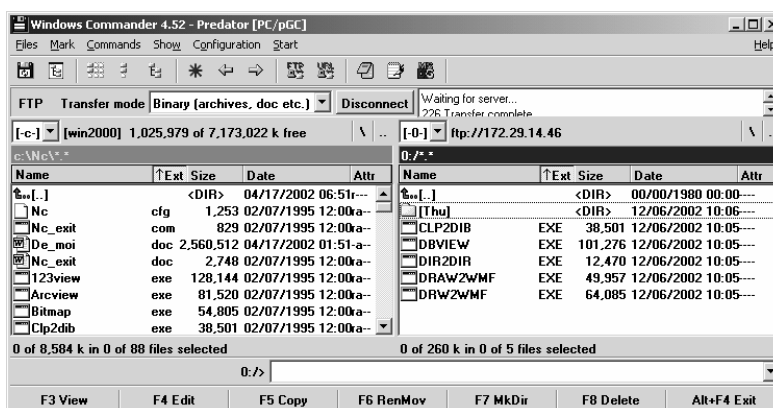 Windows Commander 4.52 - Predator [PC/pGC]
Files Mark Commands Show Configuration Start Help
FTP FTP URL
FTP Transfer mode Binary (archives, doc etc.) Disconnect Waiting for server...
226 Transfer complete
[-c-] [win2000] 1,025,979 of 7,173,022 k free \ .. [-0-] ftp://172.29.14.46 \ ..
c:\Nc\*.* 0:/*.*
Name ↑Ext Size Date Attr Name ↑Ext Size Date Attr
[..] <DIR> 04/17/2002 06:51r--- [..] <DIR> 00/00/1980 00:00----
Nc cfg 1,253 02/07/1995 12:00ra-- [Thu] <DIR> 12/06/2002 10:06----
Nc_exit com 829 02/07/1995 12:00ra-- CLP2DIB EXE 38,501 12/06/2002 10:05----
De_moi doc 2,560,512 04/17/2002 01:51-a-- DBVIEW EXE 101,276 12/06/2002 10:05----
Nc_exit doc 2,748 02/07/1995 12:00ra-- DIR2DIR EXE 12,470 12/06/2002 10:05----
123view exe 128,144 02/07/1995 12:00ra-- DRAW2WMF EXE 49,957 12/06/2002 10:05----
Arcview exe 81,520 02/07/1995 12:00ra-- DRW2WMF EXE 64,085 12/06/2002 10:05----
Bitmap exe 54,805 02/07/1995 12:00ra--
Clp2dib exe 38,501 02/07/1995 12:00ra--
0 of 8,584 k in 0 of 88 files selected 0 of 260 k in 0 of 5 files selected
0:/>
F3 View F4 Edit F5 Copy F6 RenMov F7 MkDir F8 Delete Alt+F4 Exit